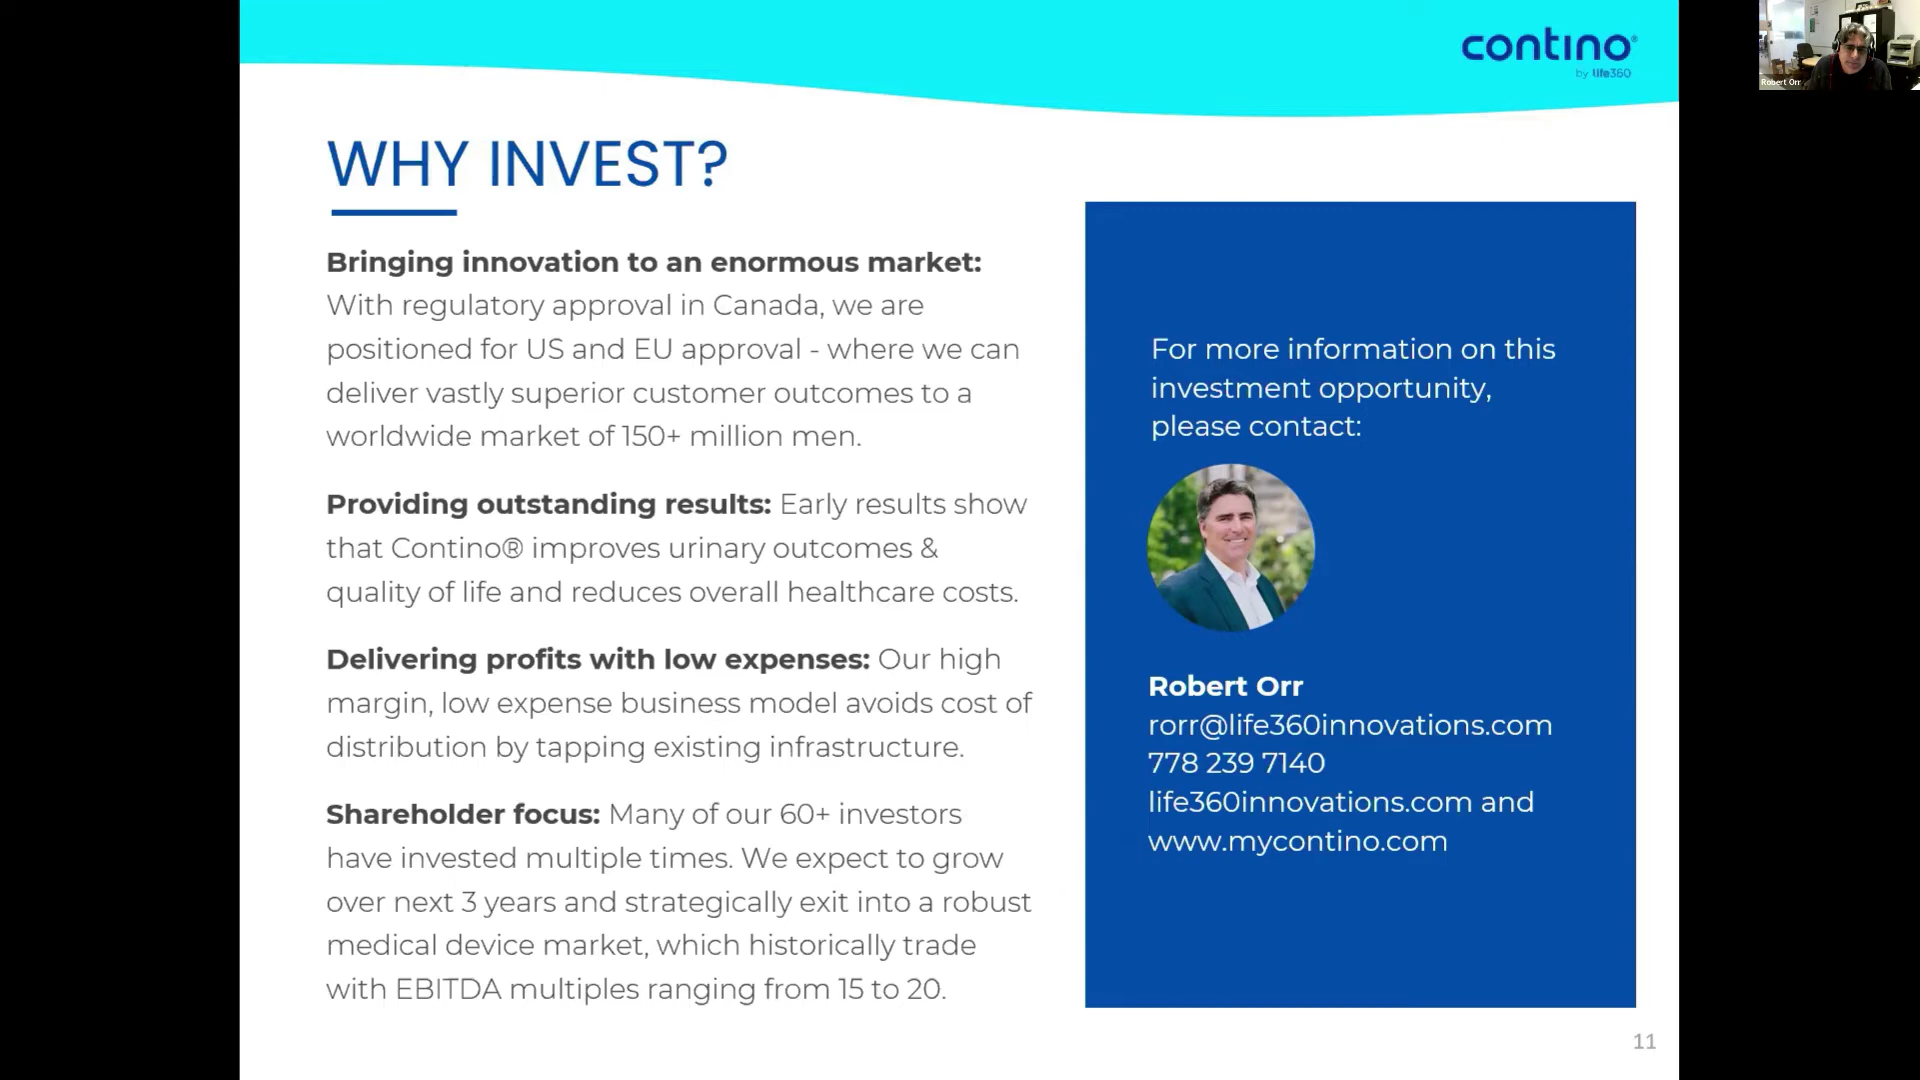 contino®
by life360
Robert Orr
WHY INVEST?
Bringing innovation to an enormous market:
With regulatory approval in Canada, we are
positioned for US and EU approval - where we can
deliver vastly superior customer outcomes to a
worldwide market of 150+ million men.
Providing outstanding results: Early results show
that Contino® improves urinary outcomes &
quality of life and reduces overall healthcare costs.
Delivering profits with low expenses: Our high
margin, low expense business model avoids cost of
distribution by tapping existing infrastructure.
Shareholder focus: Many of our 60+ investors
have invested multiple times. We expect to grow
over next 3 years and strategically exit into a robust
medical device market, which historically trade
with EBITDA multiples ranging from 15 to 20.
For more information on this
investment opportunity,
please contact:
Robert Orr
rorr@life360innovations.com
778 239 7140
life360innovations.com and
www.mycontino.com
11